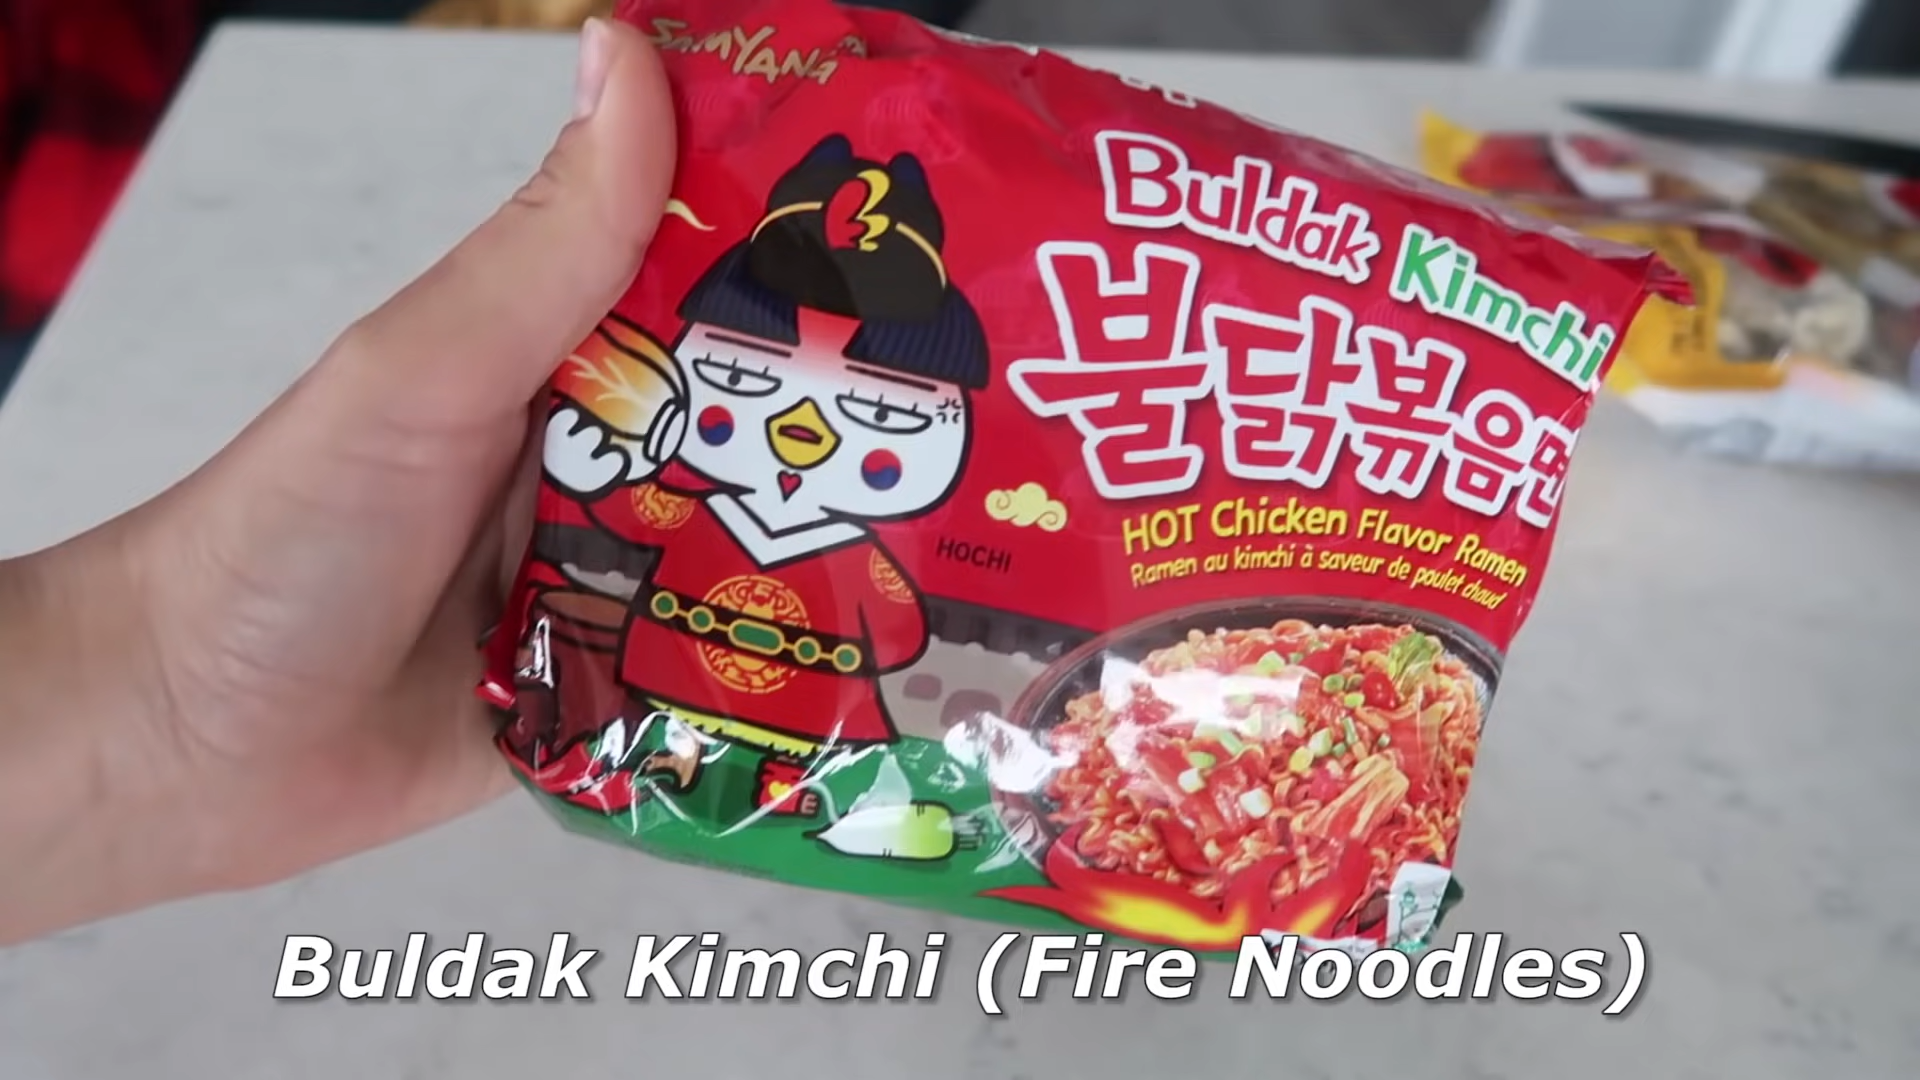 SAMYANG
Buldak Kimchi
불닭볶음면
HOT Chicken Flavor Ramen
Ramen au kimchi à saveur de poulet chaud
HOCHI
Buldak Kimchi (Fire Noodles)